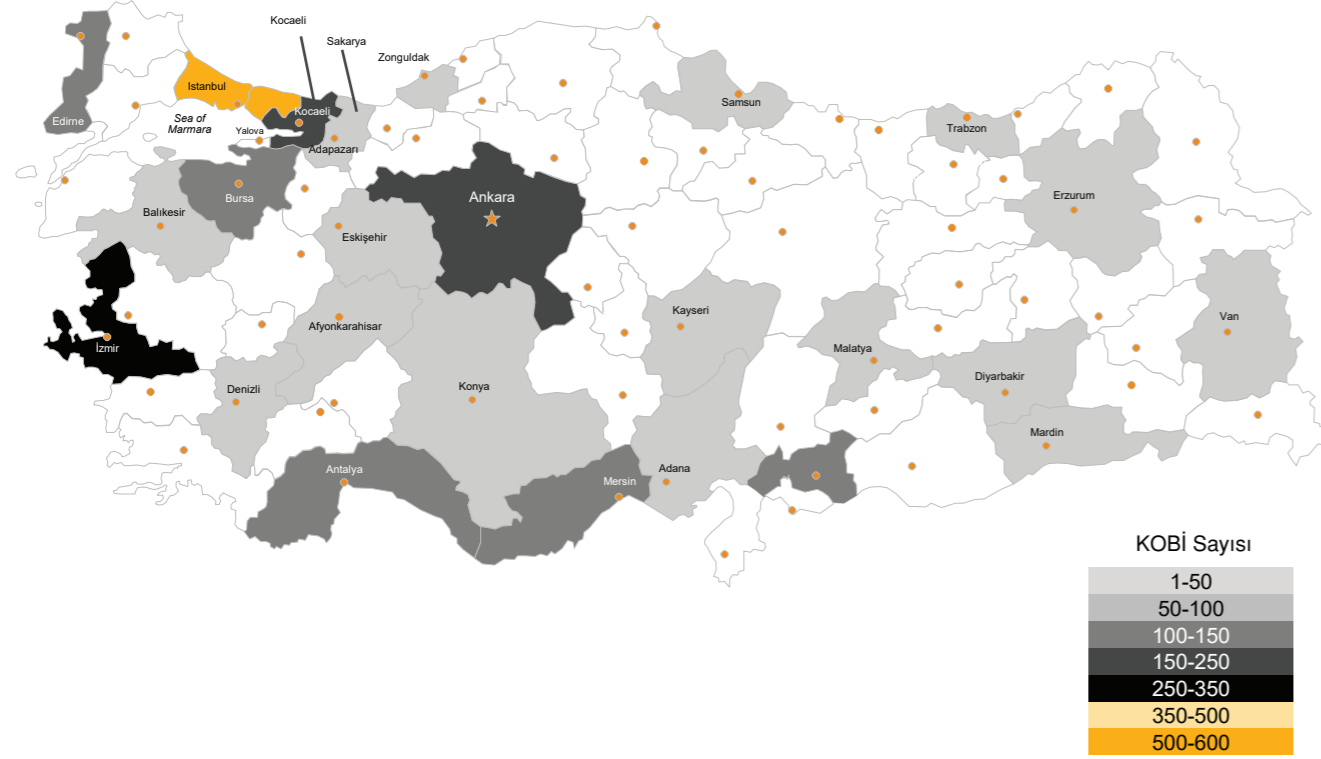 Kocaeli
Sakarya
Zonguldak
Istanbul
Samsun
Kocaeli
Edirne
Sea of
Marmara
Yalova
Trabzon
Adapazarı
Bursa
Ankara
Erzurum
Balıkesir
Eskişehir
Kayseri
Van
Afyonkarahisar
İzmir
Malatya
Diyarbakir
Denizli
Konya
Mardin
Antalya
Adana
Mersin
KOBİ Sayısı
1-50
50-100
100-150
150-250
250-350
350-500
500-600